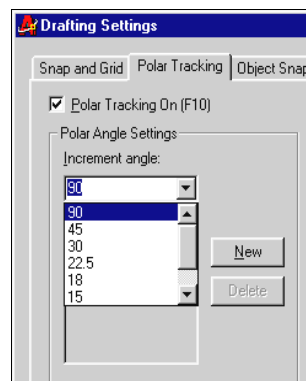 Drafting Settings
Snap and Grid Polar Tracking Object Snap
Polar Tracking On (F10)
Polar Angle Settings
Increment angle:
90
90
45
30
22.5 New
18
15 Delete